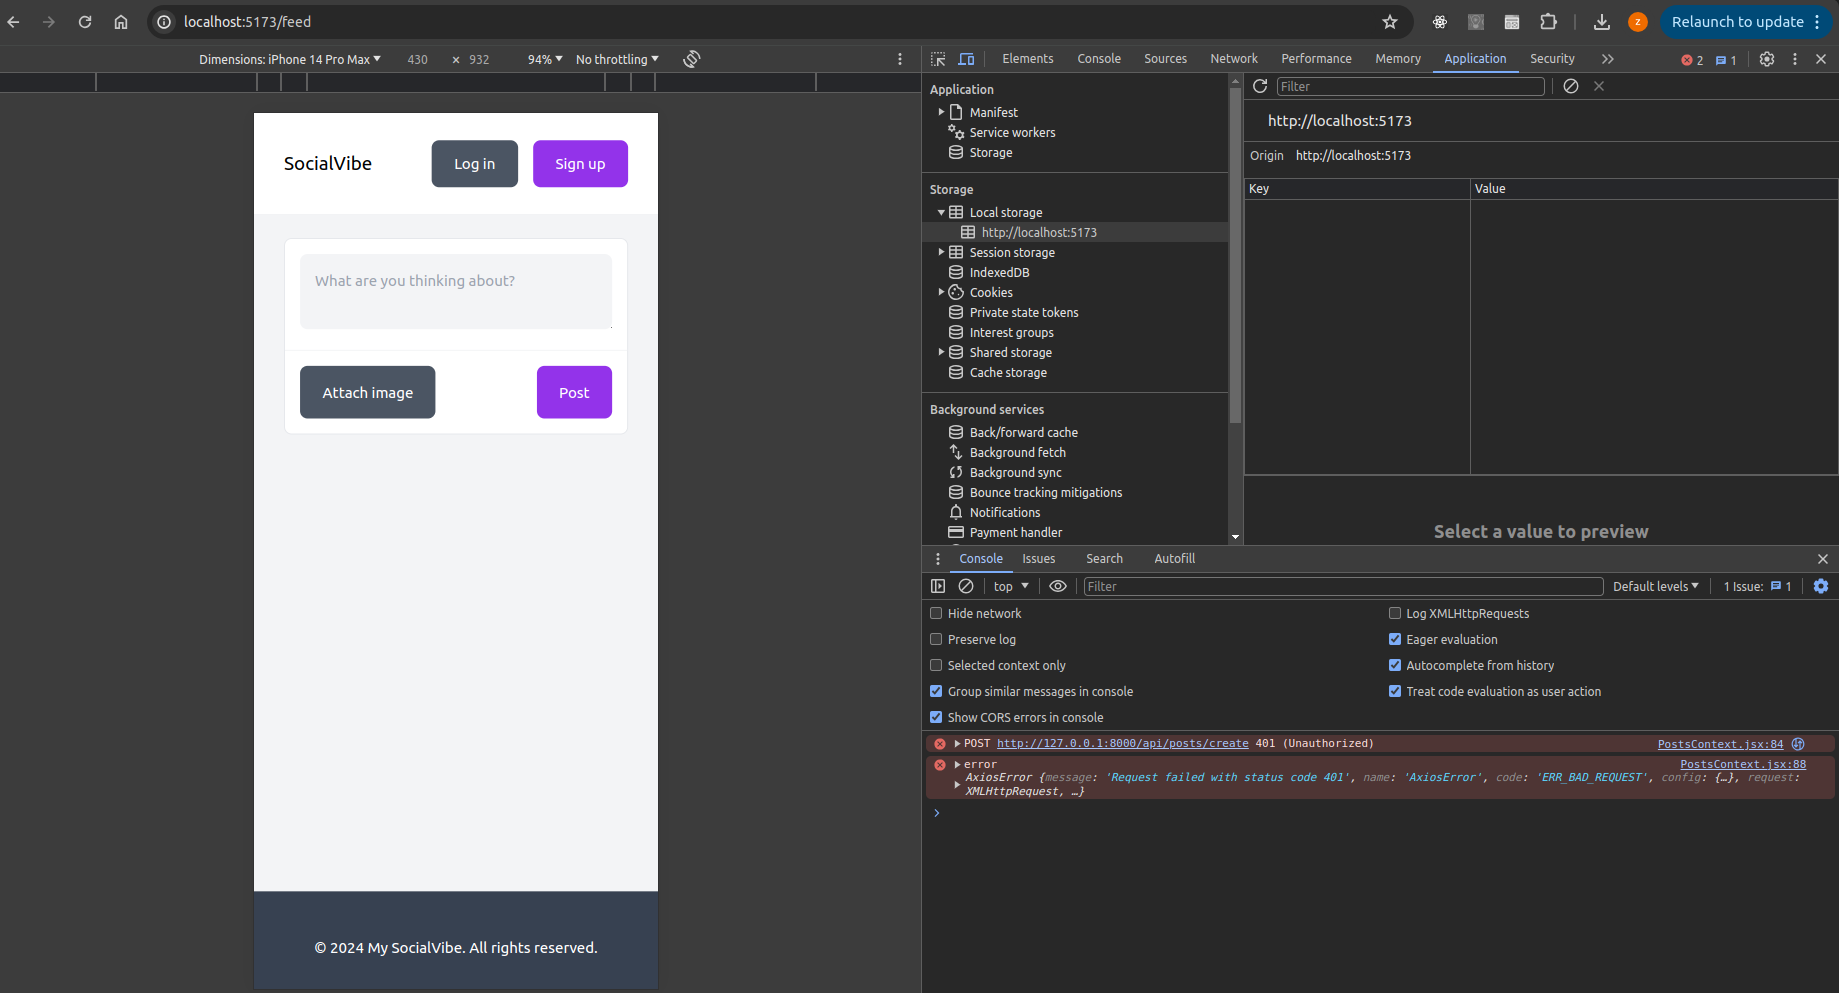 localhost:5173/feed
Z
Relaunch to update
Dimensions: iPhone 14 Pro Max
430 × 932
94%
No throttling
SocialVibe
Log in
Sign up
What are you thinking about?
Attach image
Post
© 2024 My SocialVibe. All rights reserved.
Elements Console Sources Network Performance Memory Application Security
2 1
Application
Manifest
Service workers
Storage
Storage
Local storage
http://localhost:5173
Session storage
IndexedDB
Cookies
Private state tokens
Interest groups
Shared storage
Cache storage
Background services
Back/forward cache
Background fetch
Background sync
Bounce tracking mitigations
Notifications
Payment handler
Filter
http://localhost:5173
Origin http://localhost:5173
Key Value
Select a value to preview
Console Issues Search Autofill
top
Filter
Default levels
1 Issue: 1
Hide network
Log XMLHttpRequests
Preserve log
Eager evaluation
Selected context only
Autocomplete from history
Group similar messages in console
Treat code evaluation as user action
Show CORS errors in console
POST http://127.0.0.1:8000/api/posts/create 401 (Unauthorized) PostsContext.jsx:84
error PostsContext.jsx:88
AxiosError {message: 'Request failed with status code 401', name: 'AxiosError', code: 'ERR_BAD_REQUEST', config: {…}, request:
XMLHttpRequest, …}